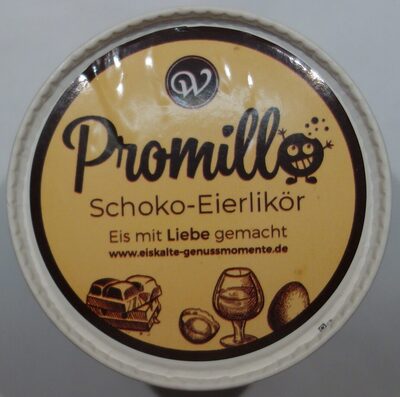 W
Promillo
Schoko-Eierlikör
Eis mit Liebe gemacht
www.eiskalte-genussmomente.de